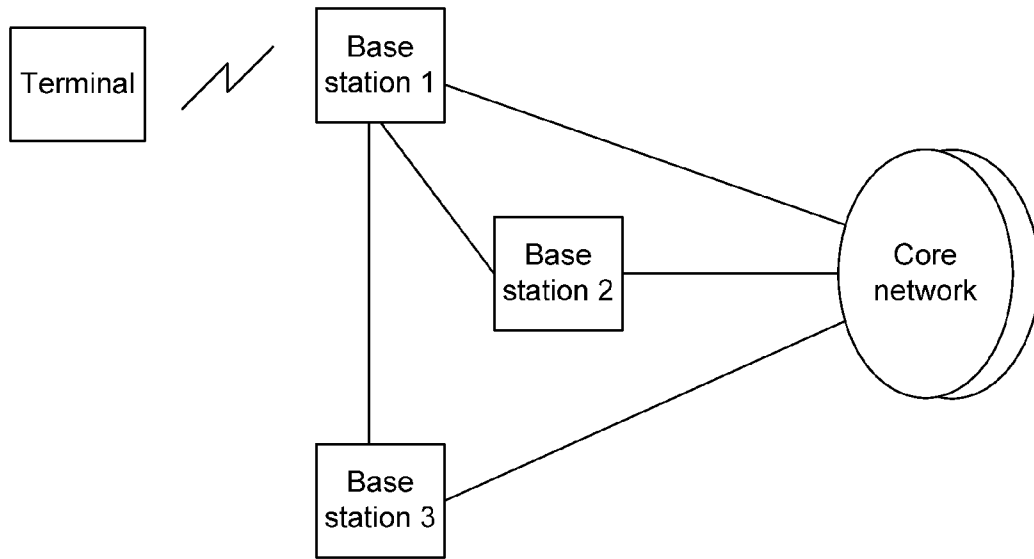 Terminal
Base
station 1
Base
station 2
Core
network
Base
station 3